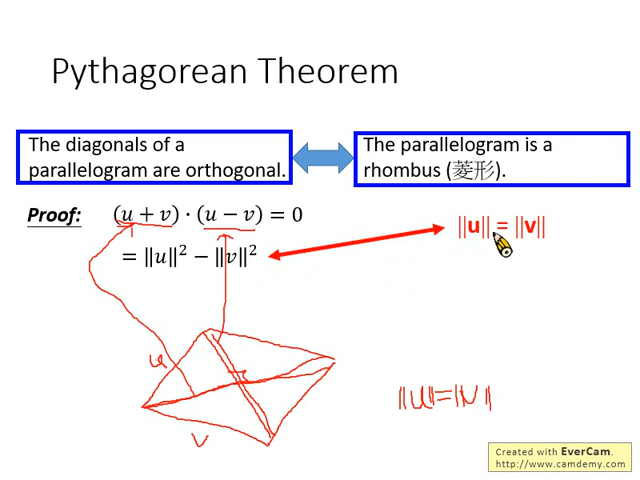 Pythagorean Theorem
The diagonals of a
parallelogram are orthogonal.
The parallelogram is a
rhombus (菱形).
Proof: (u + v) · (u − v) = 0
= ‖u‖² − ‖v‖²
||u|| = ||v||
u
v
||u||=||v||
Created with EverCam.
http://www.camdemy.com